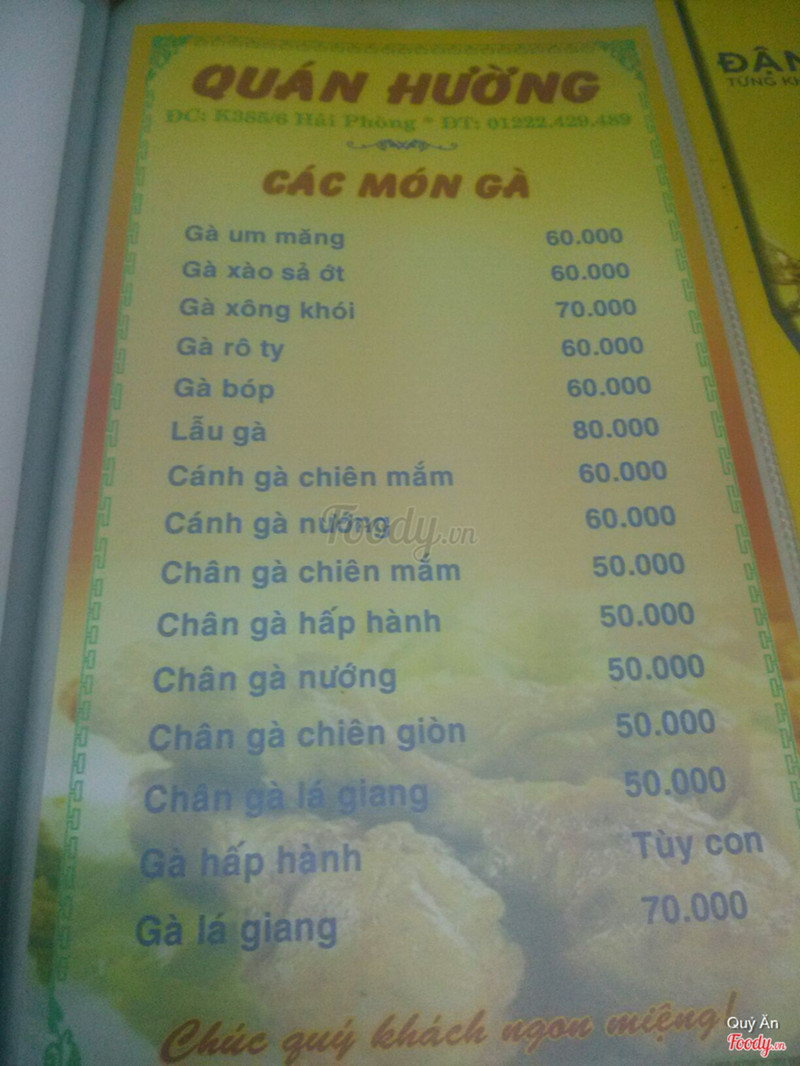 QUÁN HƯỜNG
ĐC: K385/6 Hải Phòng * ĐT: 01222.429.489
CÁC MÓN GÀ
Gà um măng 60.000
Gà xào sả ớt 60.000
Gà xông khói 70.000
Gà rô ty 60.000
Gà bóp 60.000
Lẫu gà 80.000
Cánh gà chiên mắm 60.000
Cánh gà nướng 60.000
Foody.vn
Chân gà chiên mắm 50.000
Chân gà hấp hành 50.000
Chân gà nướng 50.000
Chân gà chiên giòn 50.000
Chân gà lá giang 50.000
Gà hấp hành Tùy con
Gà lá giang 70.000
Chúc quý khách ngon miệng!
TỪNG
Quỷ Ăn
Foody.vn